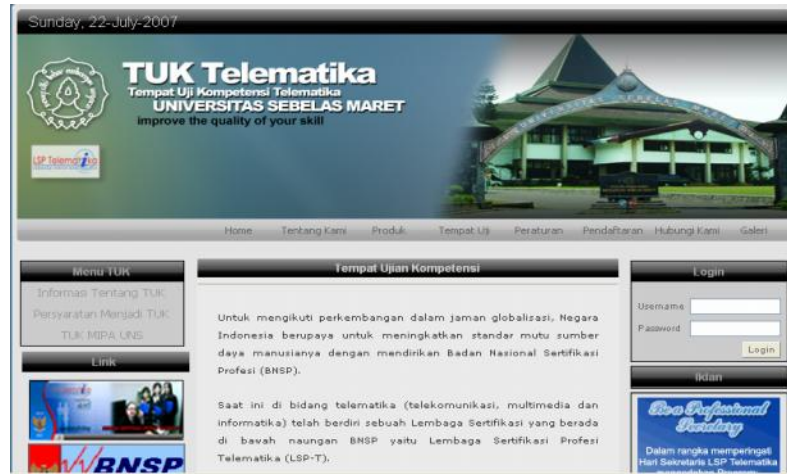 Sunday, 22-July-2007
TUK Telematika
Tempat Uji Kompetensi Telematika
UNIVERSITAS SEBELAS MARET
improve the quality of your skill
LSP Telematika
UNIVERSITAS SEBELAS MARET
Home Tentang Kami Produk Tempat Uji Peraturan Pendaftaran Hubungi Kami Galeri
Menu TUK
Informasi Tentang TUK
Persyaratan Menjadi TUK
TUK MIPA UNS
Link
BNSP
Tempat Ujian Kompetensi
Untuk mengikuti perkembangan dalam jaman globalisasi, Negara
Indonesia berupaya untuk meningkatkan standar mutu sumber
daya manusianya dengan mendirikan Badan Nasional Sertifikasi
Profesi (BNSP).
Saat ini di bidang telematika (telekomunikasi, multimedia dan
informatika) telah berdiri sebuah Lembaga Sertifikasi yang berada
di bawah naungan BNSP yaitu Lembaga Sertifikasi Profesi
Telematika (LSP-T).
Login
Username
Password
Login
Iklan
Be a Professional
Secretary
Dalam rangka memperingati
Hari Sekretaris LSP Telematika